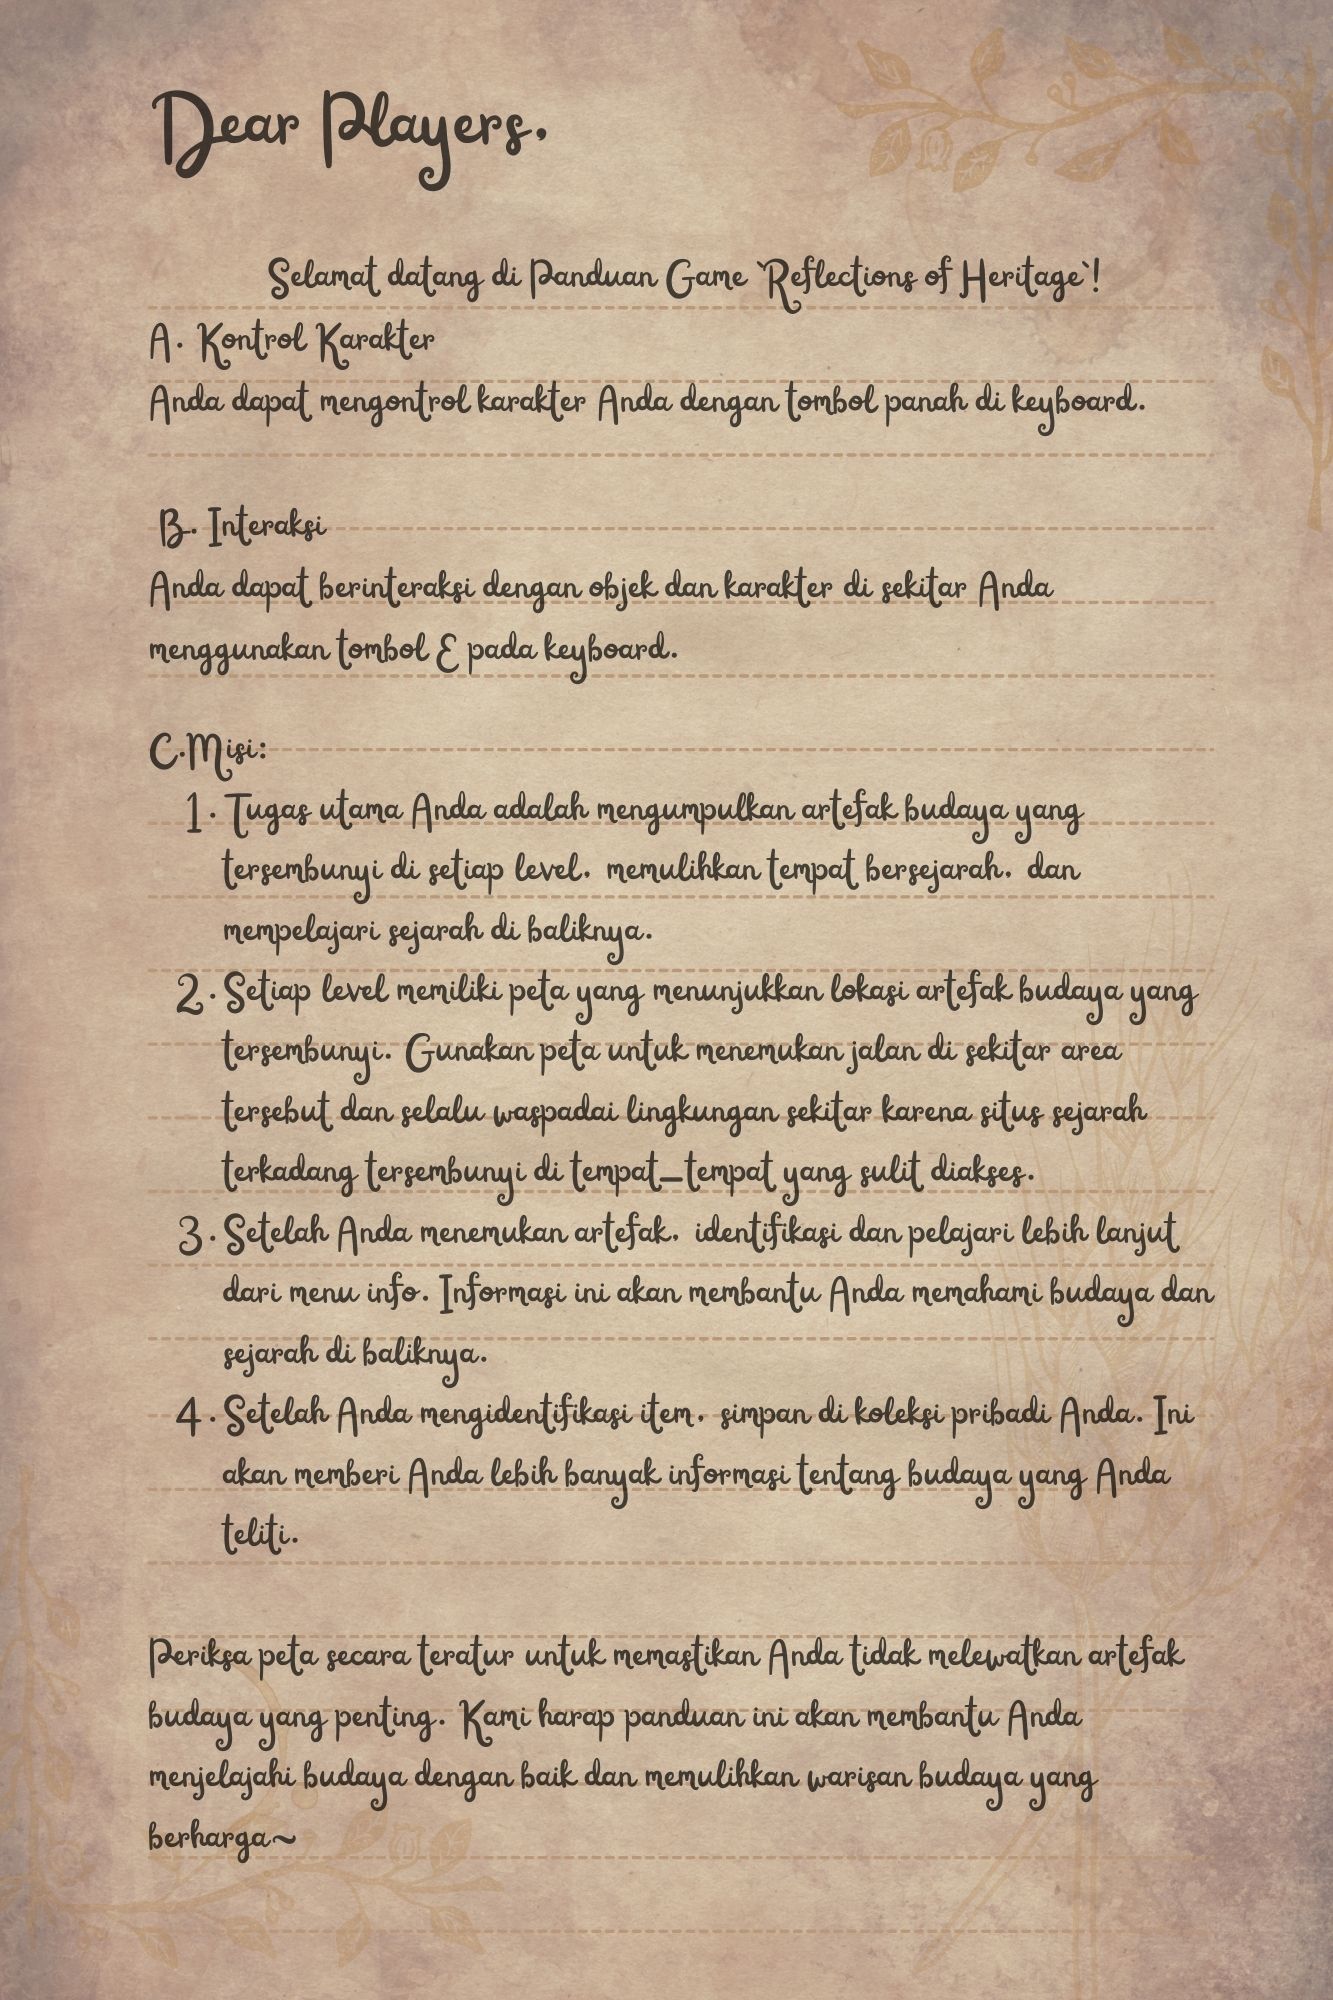 Dear Players,
Selamat datang di Panduan Game `Reflections of Heritage`!
A. Kontrol Karakter
Anda dapat mengontrol karakter Anda dengan tombol panah di keyboard.
B. Interaksi
Anda dapat berinteraksi dengan objek dan karakter di sekitar Anda
menggunakan tombol E pada keyboard.
C.Misi:
1. Tugas utama Anda adalah mengumpulkan artefak budaya yang
tersembunyi di setiap level, memulihkan tempat bersejarah, dan
mempelajari sejarah di baliknya.
2. Setiap level memiliki peta yang menunjukkan lokasi artefak budaya yang
tersembunyi. Gunakan peta untuk menemukan jalan di sekitar area
tersebut dan selalu waspadai lingkungan sekitar karena situs sejarah
terkadang tersembunyi di tempat-tempat yang sulit diakses.
3. Setelah Anda menemukan artefak, identifikasi dan pelajari lebih lanjut
dari menu info. Informasi ini akan membantu Anda memahami budaya dan
sejarah di baliknya.
4. Setelah Anda mengidentifikasi item, simpan di koleksi pribadi Anda. Ini
akan memberi Anda lebih banyak informasi tentang budaya yang Anda
teliti.
Periksa peta secara teratur untuk memastikan Anda tidak melewatkan artefak
budaya yang penting. Kami harap panduan ini akan membantu Anda
menjelajahi budaya dengan baik dan memulihkan warisan budaya yang
berharga~